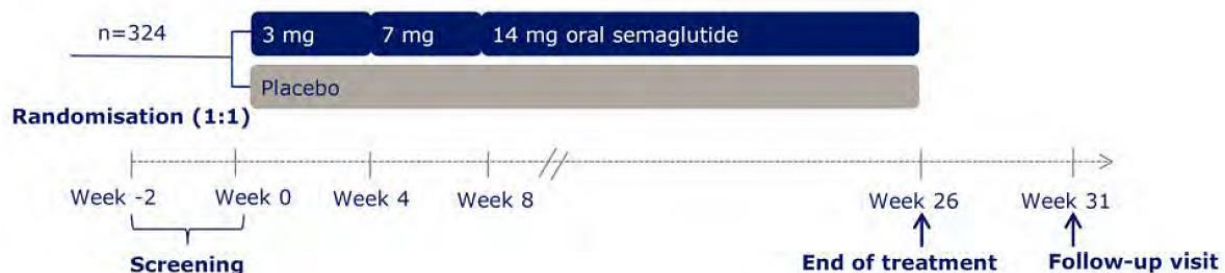 n=324
3 mg 7 mg 14 mg oral semaglutide
Placebo
Randomisation (1:1)
Week -2 Week 0 Week 4 Week 8 Week 26 Week 31
Screening End of treatment Follow-up visit